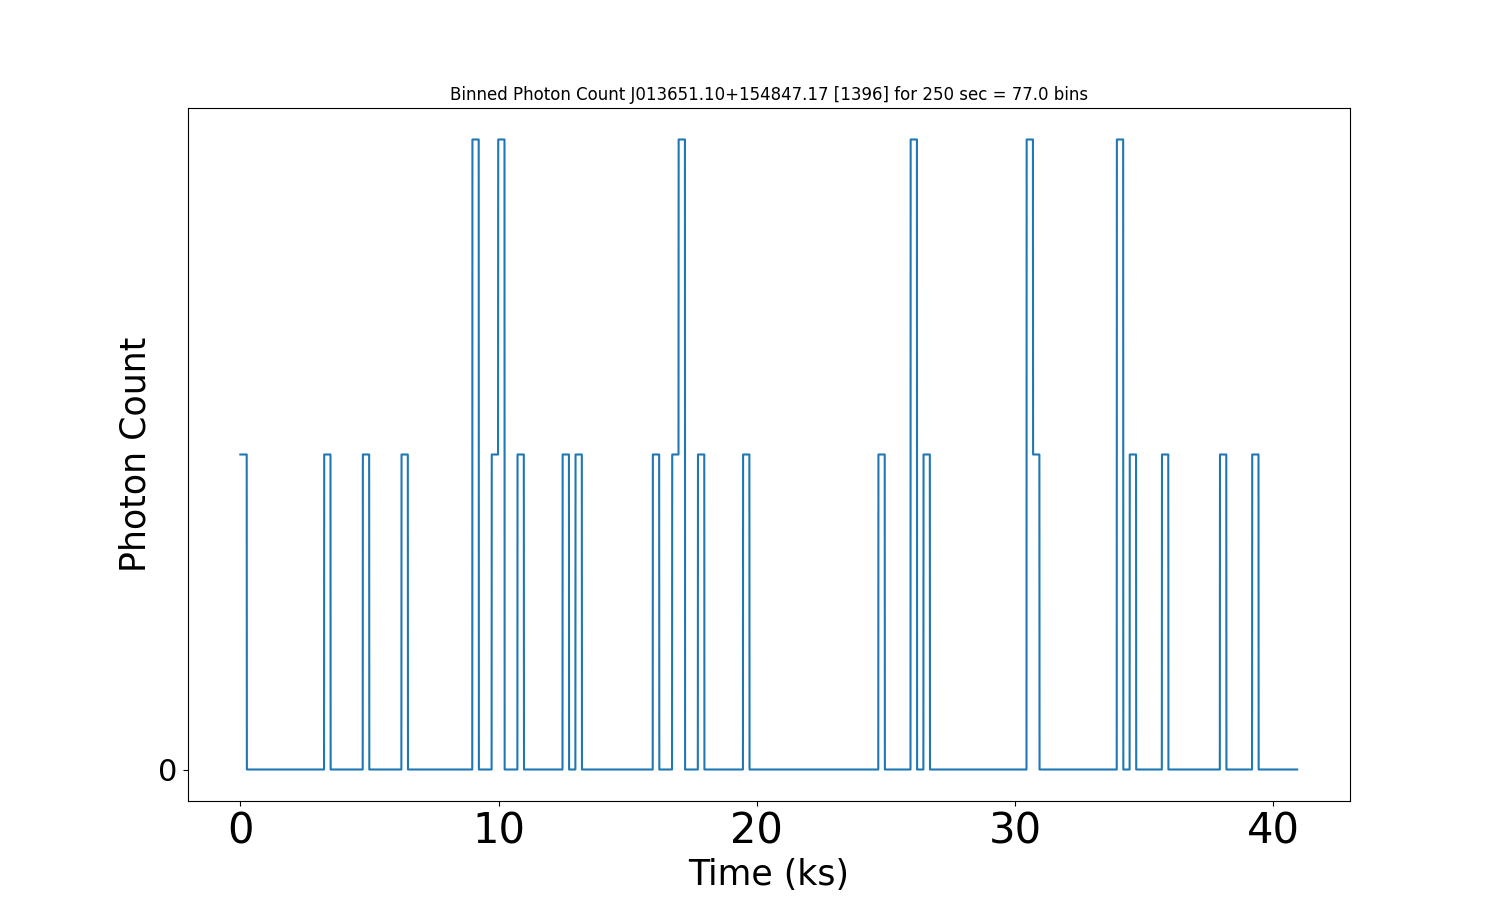 Binned Photon Count J013651.10+154847.17 [1396] for 250 sec = 77.0 bins
Photon Count
0
0 10 20 30 40
Time (ks)